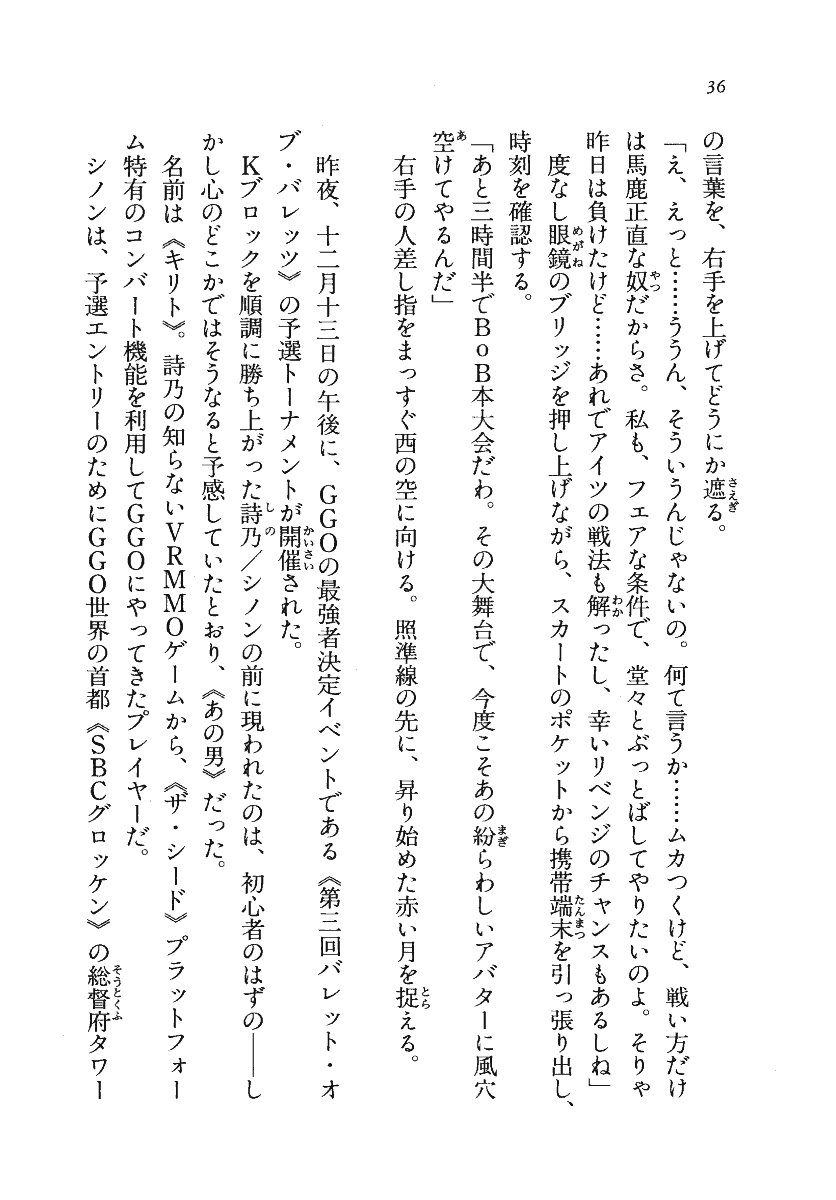 36
の言葉を、右手を上げてどうにか遮る。
「え、えっと……ううん、そういうんじゃないの。何て言うか……ムカつくけど、戦い方だけ
は馬鹿正直な奴だからさ。私も、フェアな条件で、堂々とぶっとばしてやりたいのよ。そりゃ
昨日は負けたけど……あれでアイツの戦法も解ったし、幸いリベンジのチャンスもあるしね」
度なし眼鏡のブリッジを押し上げながら、スカートのポケットから携帯端末を引っ張り出し、
時刻を確認する。
「あと三時間半でＢｏＢ本大会だわ。その大舞台で、今度こそあの紛らわしいアバターに風穴
空けてやるんだ」
右手の人差し指をまっすぐ西の空に向ける。照準線の先に、昇り始めた赤い月を捉える。
昨夜、十二月十三日の午後に、ＧＧＯの最強者決定イベントである《第三回バレット・オ
ブ・バレッツ》の予選トーナメントが開催された。
Ｋブロックを順調に勝ち上がった詩乃／シノンの前に現われたのは、初心者のはずの――し
かし心のどこかではそうなると予感していたとおり、《あの男》だった。
名前は《キリト》。詩乃の知らないＶＲＭＭＯゲームから、《ザ・シード》プラットフォー
ム特有のコンバート機能を利用してＧＧＯにやってきたプレイヤーだ。
シノンは、予選エントリーのためにＧＧＯ世界の首都《ＳＢＣグロッケン》の総督府タワー